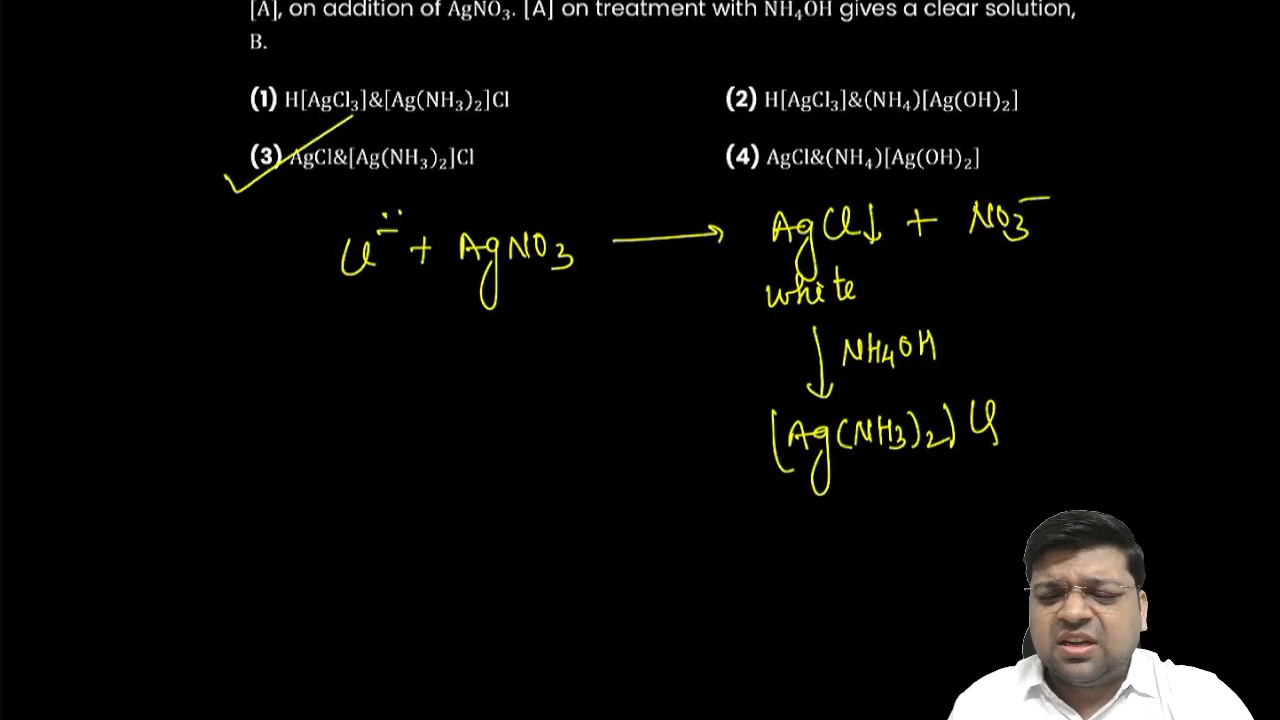 [A], on addition of AgNO₃. [A] on treatment with NH₄OH gives a clear solution,
B.
(1) H[AgCl₃]&[Ag(NH₃)₂]Cl
(2) H[AgCl₃]&(NH₄)[Ag(OH)₂]
(3) AgCl&[Ag(NH₃)₂]Cl
(4) AgCl&(NH₄)[Ag(OH)₂]
Cl⁻ + AgNO₃ ⟶ AgCl↓ + NO₃⁻
white
↓ NH₄OH
[Ag(NH₃)₂]Cl